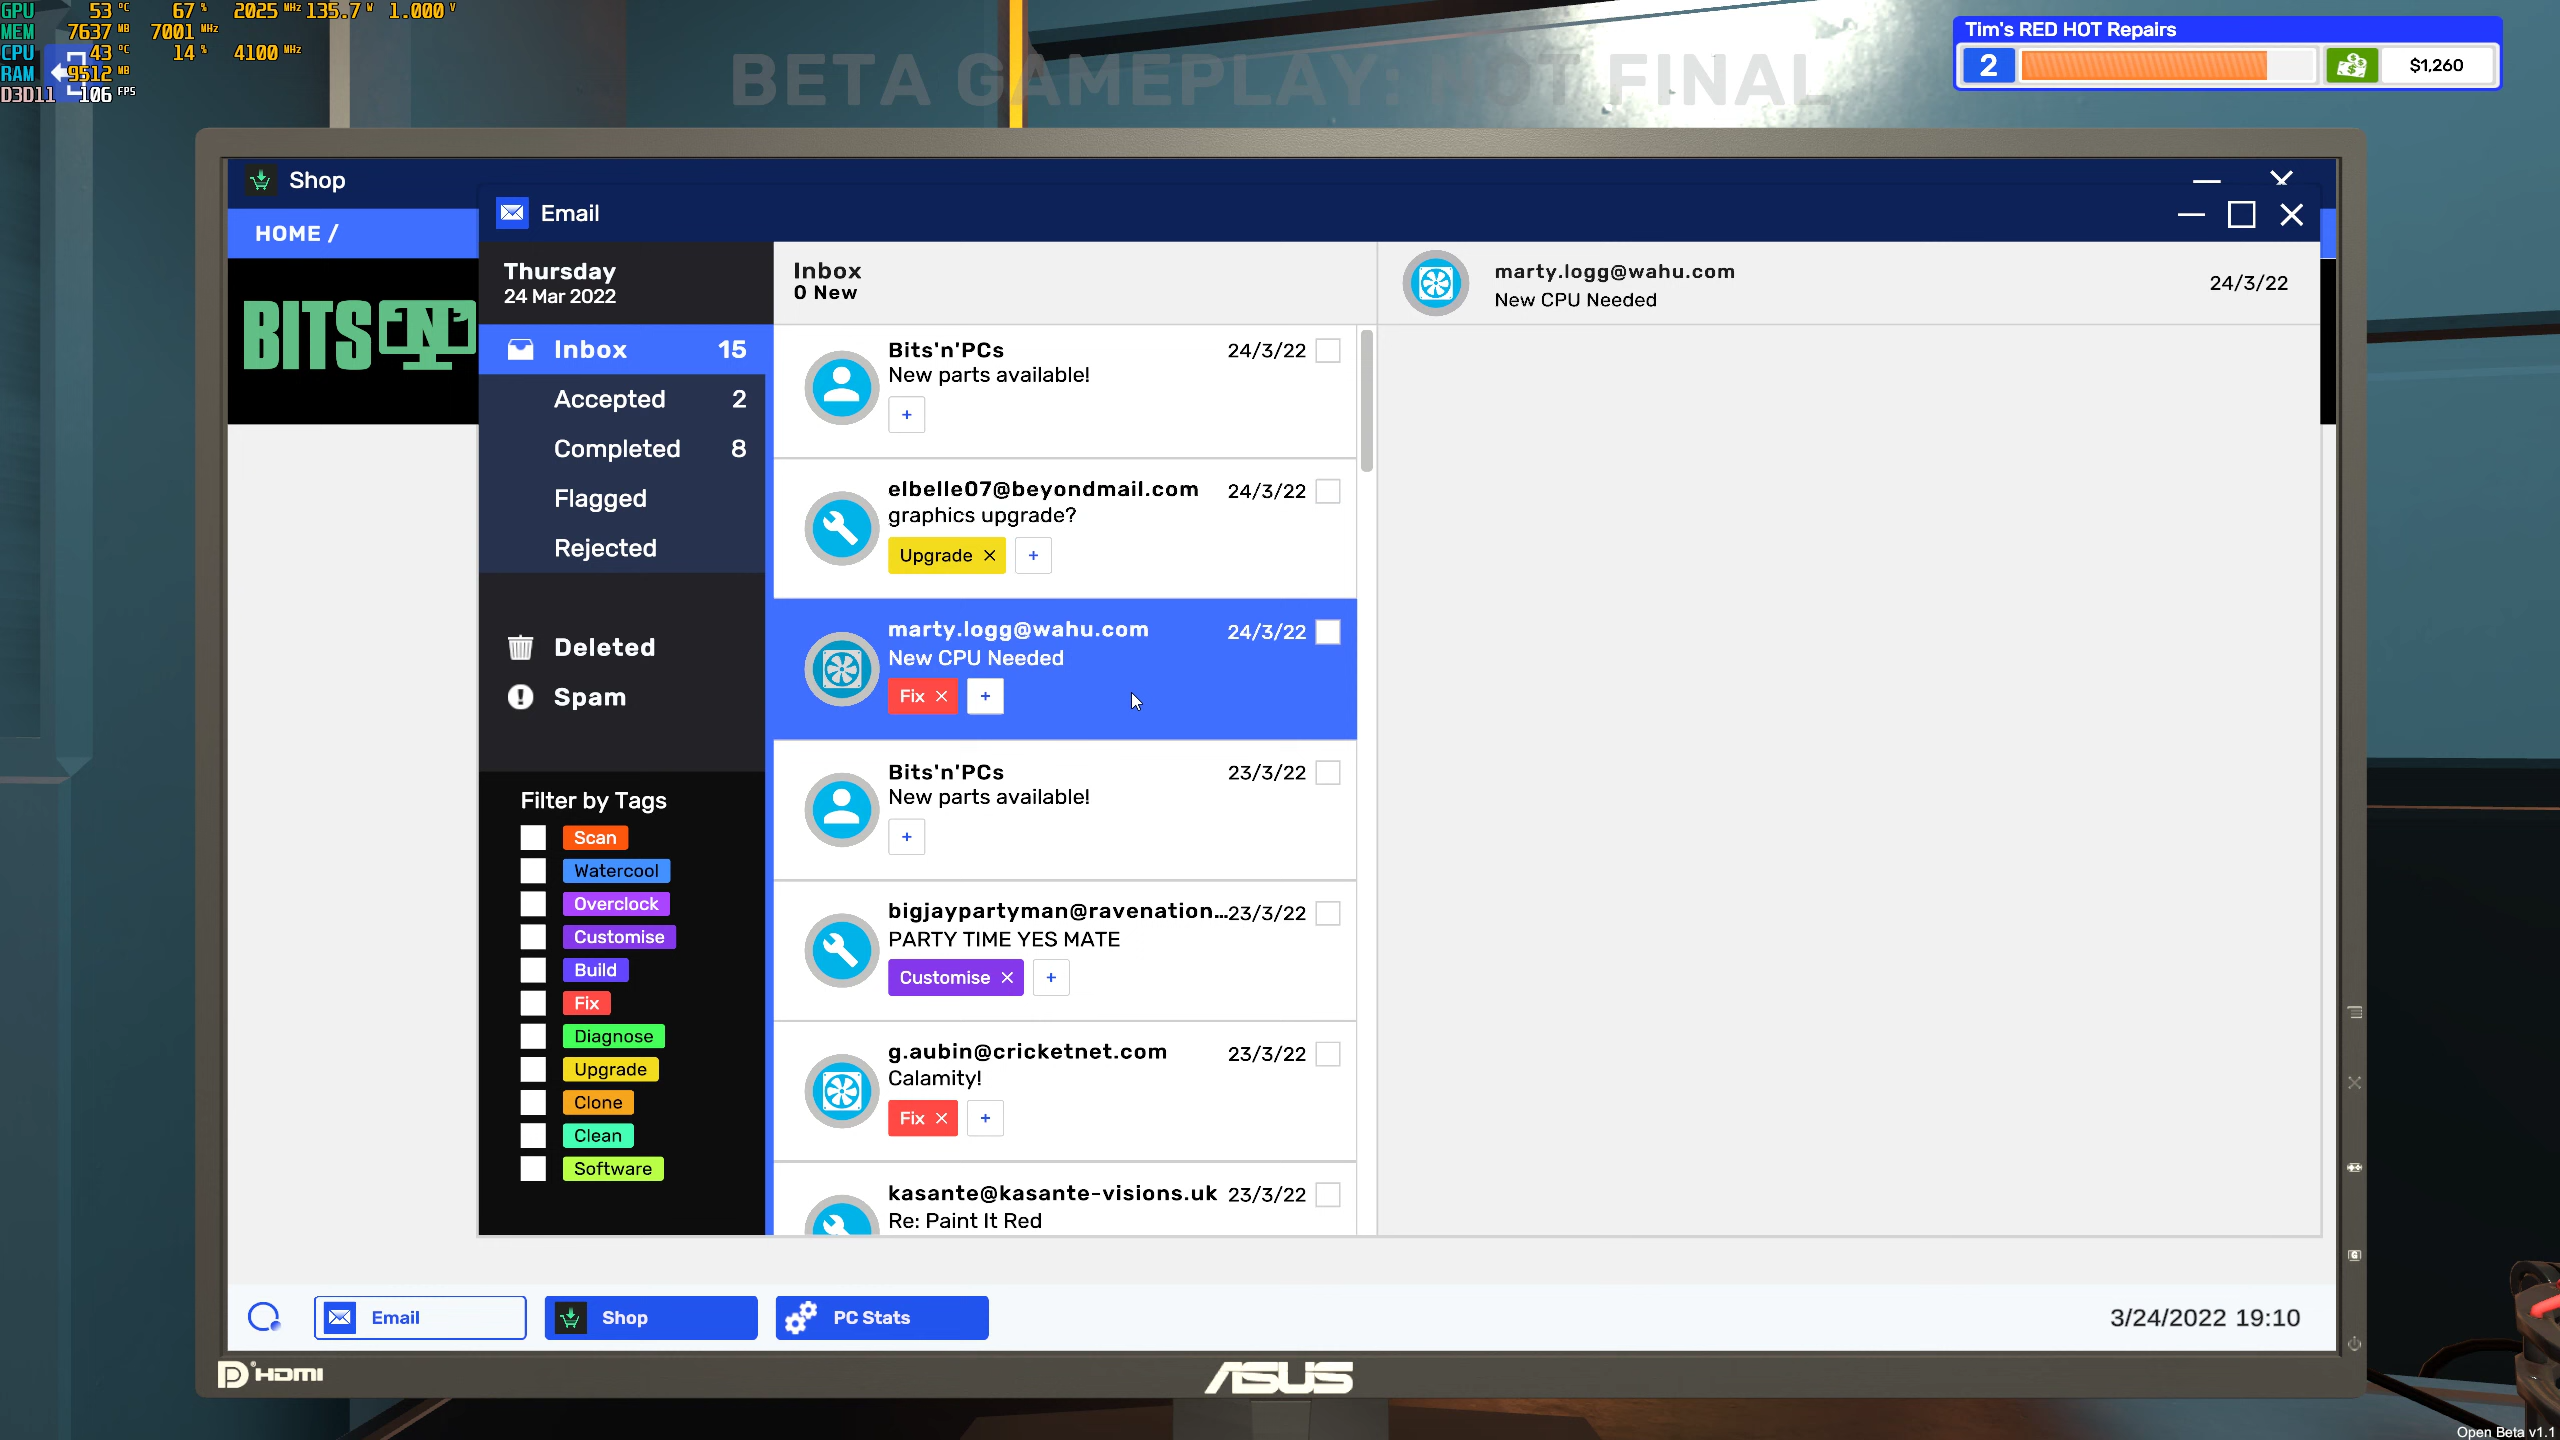 GPU 53 °C 67 % 2025 MHz 135.7 W 1.000 V
MEM 7637 MB 7001 MHz
CPU 43 °C 14 % 4100 MHz
RAM 9512 MB
D3D11 106 FPS
BETA GAMEPLAY: NOT FINAL
Tim's RED HOT Repairs
2
$1,260
Shop
HOME /
BITS'N'
Email
Thursday
24 Mar 2022
Inbox 15
Accepted 2
Completed 8
Flagged
Rejected
Deleted
Spam
Filter by Tags
Scan
Watercool
Overclock
Customise
Build
Fix
Diagnose
Upgrade
Clone
Clean
Software
Inbox
0 New
Bits'n'PCs 24/3/22
New parts available!
+
elbelle07@beyondmail.com 24/3/22
graphics upgrade?
Upgrade × +
marty.logg@wahu.com 24/3/22
New CPU Needed
Fix × +
Bits'n'PCs 23/3/22
New parts available!
+
bigjaypartyman@ravenation... 23/3/22
PARTY TIME YES MATE
Customise × +
g.aubin@cricketnet.com 23/3/22
Calamity!
Fix × +
kasante@kasante-visions.uk 23/3/22
Re: Paint It Red
marty.logg@wahu.com
New CPU Needed
24/3/22
Email
Shop
PC Stats
3/24/2022 19:10
HDMI
ASUS
Open Beta v1.1